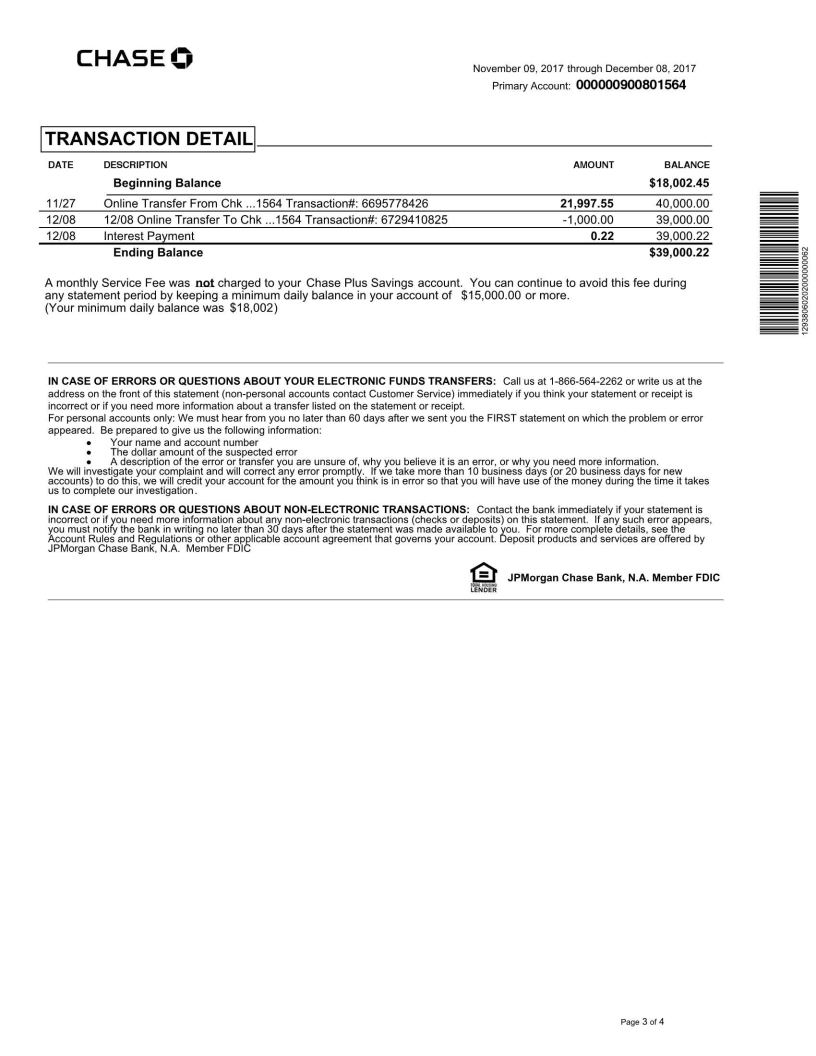 CHASE
November 09, 2017 through December 08, 2017
Primary Account: 000000900801564
TRANSACTION DETAIL
DATE DESCRIPTION AMOUNT BALANCE
Beginning Balance $18,002.45
11/27 Online Transfer From Chk ...1564 Transaction#: 6695778426 21,997.55 40,000.00
12/08 12/08 Online Transfer To Chk ...1564 Transaction#: 6729410825 -1,000.00 39,000.00
12/08 Interest Payment 0.22 39,000.22
Ending Balance $39,000.22
12938060202000000062
A monthly Service Fee was not charged to your Chase Plus Savings account. You can continue to avoid this fee during
any statement period by keeping a minimum daily balance in your account of $15,000.00 or more.
(Your minimum daily balance was $18,002)
IN CASE OF ERRORS OR QUESTIONS ABOUT YOUR ELECTRONIC FUNDS TRANSFERS: Call us at 1-866-564-2262 or write us at the
address on the front of this statement (non-personal accounts contact Customer Service) immediately if you think your statement or receipt is
incorrect or if you need more information about a transfer listed on the statement or receipt.
For personal accounts only: We must hear from you no later than 60 days after we sent you the FIRST statement on which the problem or error
appeared. Be prepared to give us the following information:
● Your name and account number
● The dollar amount of the suspected error
● A description of the error or transfer you are unsure of, why you believe it is an error, or why you need more information.
We will investigate your complaint and will correct any error promptly. If we take more than 10 business days (or 20 business days for new
accounts) to do this, we will credit your account for the amount you think is in error so that you will have use of the money during the time it takes
us to complete our investigation.
IN CASE OF ERRORS OR QUESTIONS ABOUT NON-ELECTRONIC TRANSACTIONS: Contact the bank immediately if your statement is
incorrect or if you need more information about any non-electronic transactions (checks or deposits) on this statement. If any such error appears,
you must notify the bank in writing no later than 30 days after the statement was made available to you. For more complete details, see the
Account Rules and Regulations or other applicable account agreement that governs your account. Deposit products and services are offered by
JPMorgan Chase Bank, N.A. Member FDIC
EQUAL HOUSING
LENDER
JPMorgan Chase Bank, N.A. Member FDIC
Page 3 of 4